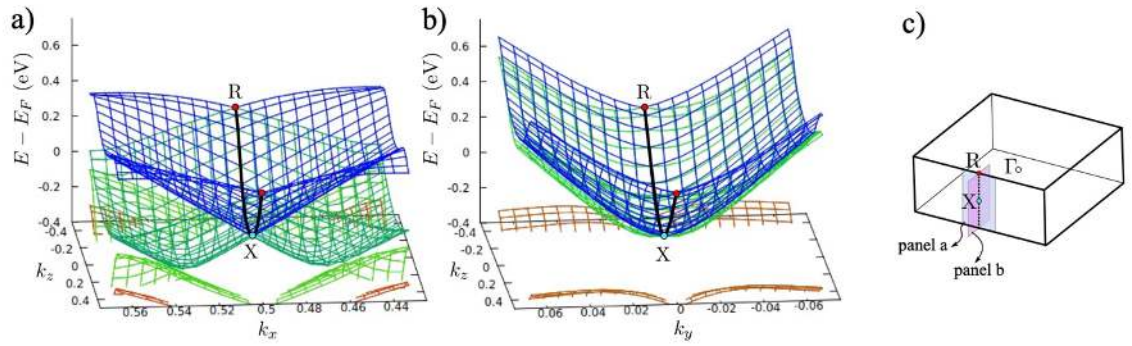 a)
E − E_F (eV)
0.6
0.4
0.2
0
-0.2
-0.4
R
X
-0.4
-0.2
0
0.2
0.4
k_z
0.56
0.54
0.52
0.5
0.48
0.46
0.44
k_x
b)
E − E_F (eV)
0.6
0.4
0.2
0
-0.2
-0.4
R
X
-0.4
-0.2
0
0.2
0.4
k_z
0.06
0.04
0.02
0
-0.02
-0.04
-0.06
k_y
c)
R
Γ
X
panel a
panel b